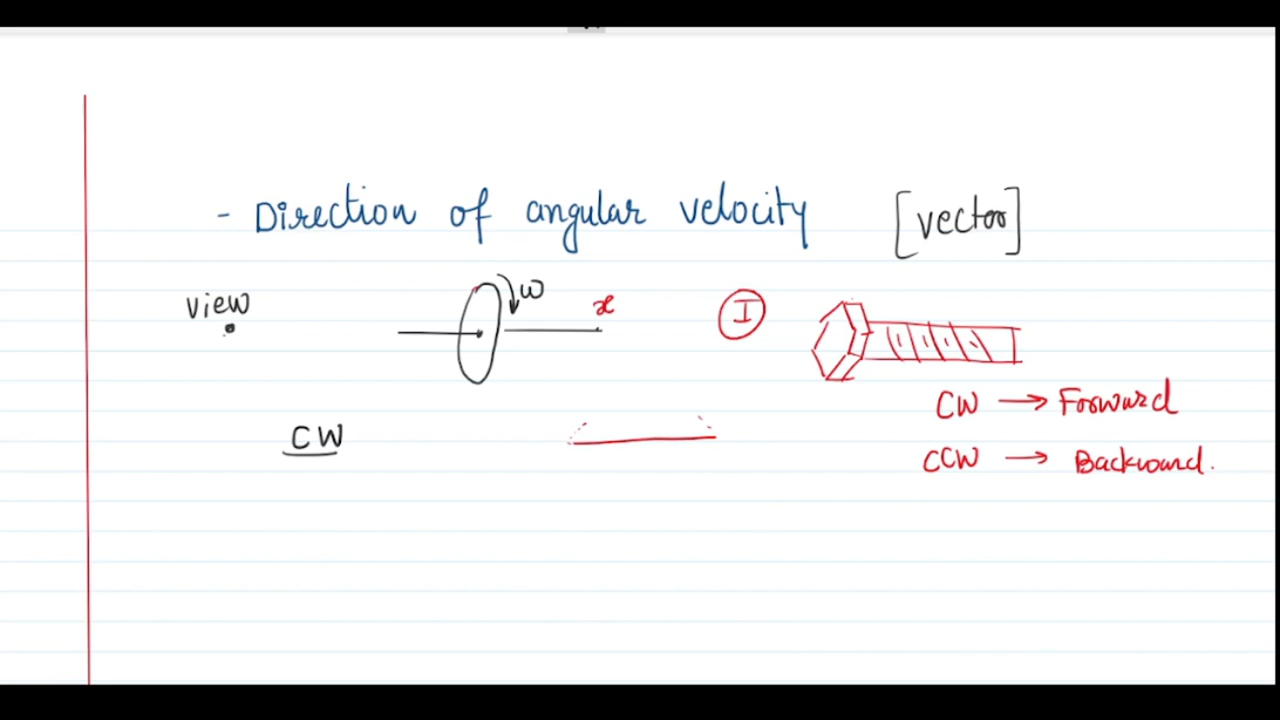 - Direction of angular velocity [vector]
view
ω
x
I
CW
CW → Forward
CCW → Backward.